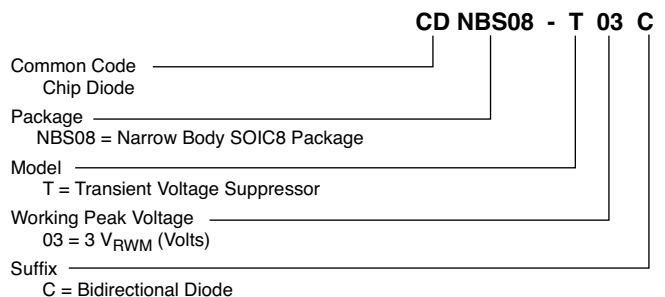 CD NBS08 - T 03 C
Common Code
Chip Diode
Package
NBS08 = Narrow Body SOIC8 Package
Model
T = Transient Voltage Suppressor
Working Peak Voltage
03 = 3 VRWM (Volts)
Suffix
C = Bidirectional Diode